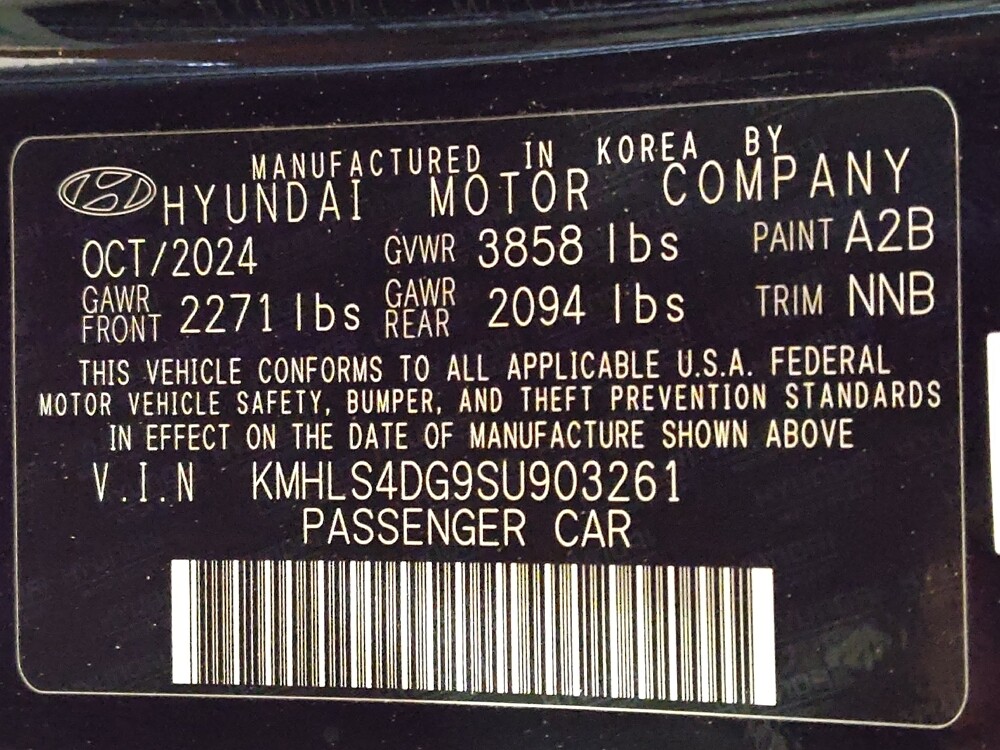 MANUFACTURED IN KOREA BY
HYUNDAI MOTOR COMPANY
OCT/2024 GVWR 3858 lbs PAINT A2B
GAWR FRONT 2271 lbs GAWR REAR 2094 lbs TRIM NNB
THIS VEHICLE CONFORMS TO ALL APPLICABLE U.S.A. FEDERAL
MOTOR VEHICLE SAFETY, BUMPER, AND THEFT PREVENTION STANDARDS
IN EFFECT ON THE DATE OF MANUFACTURE SHOWN ABOVE
V.I.N KMHLS4DG9SU903261
PASSENGER CAR